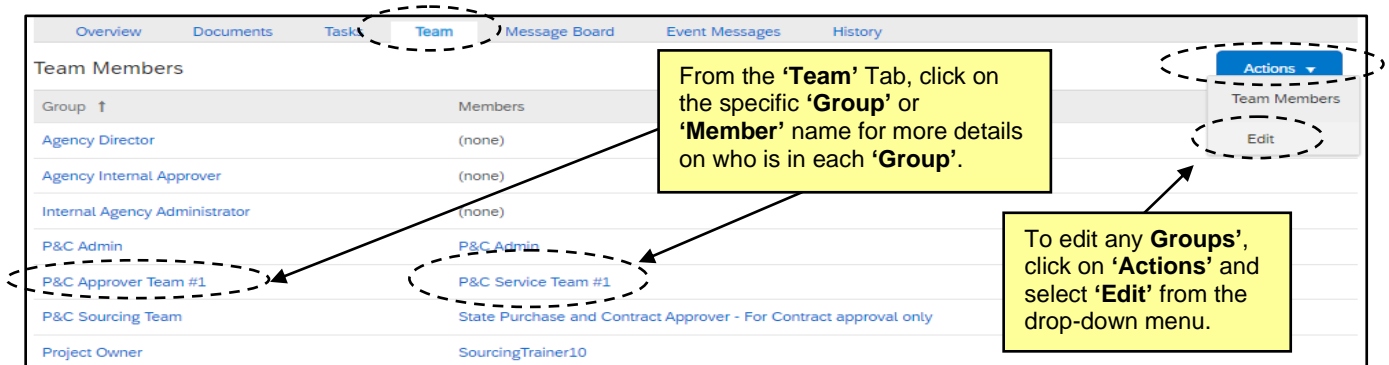 Overview Documents Tasks Team Message Board Event Messages History
Team Members
Actions
Group ↑ Members
Team Members
Agency Director (none)
Edit
Agency Internal Approver (none)
Internal Agency Administrator (none)
P&C Admin P&C Admin
P&C Approver Team #1 P&C Service Team #1
P&C Sourcing Team State Purchase and Contract Approver - For Contract approval only
Project Owner SourcingTrainer10
From the ‘Team’ Tab, click on
the specific ‘Group’ or
‘Member’ name for more details
on who is in each ‘Group’.
To edit any Groups’,
click on ‘Actions’ and
select ‘Edit’ from the
drop-down menu.